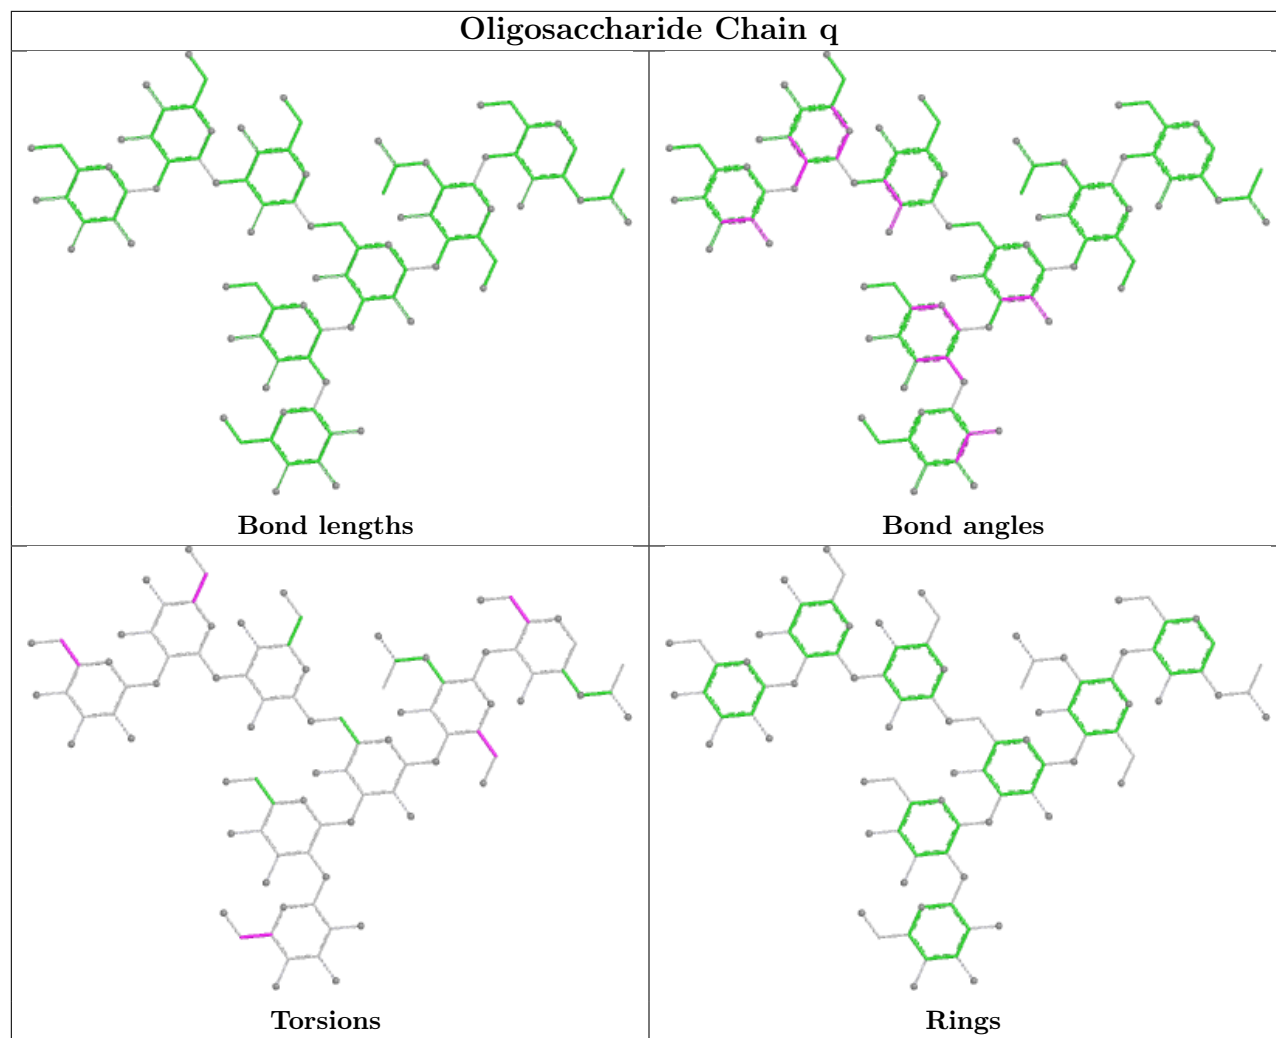 Oligosaccharide Chain q
Bond lengths
Bond angles
Torsions
Rings